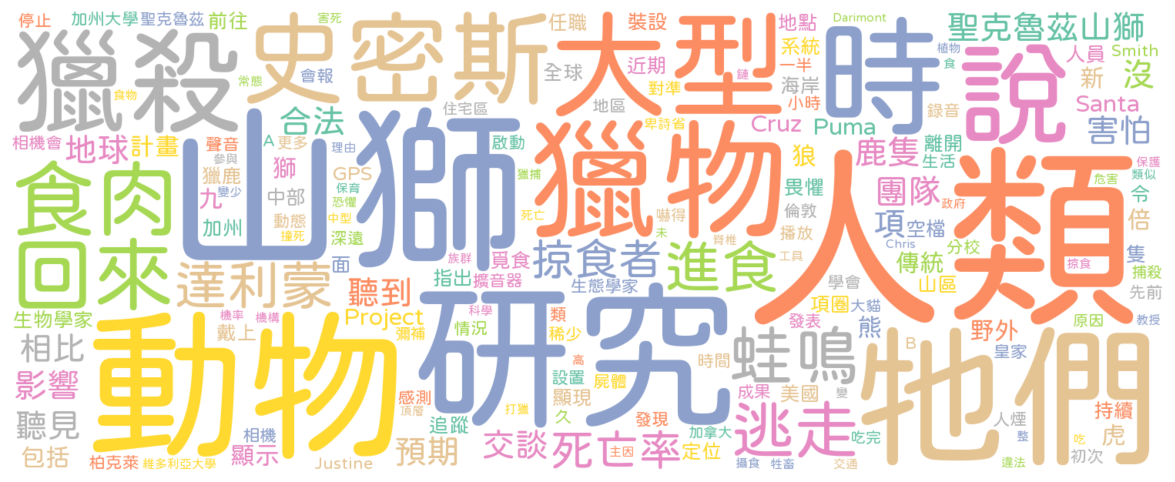 停止 加州大學 聖克魯茲 前往 害死 任職 裝設 地點 Darimont 聖克魯茲山獅
獵殺 史密斯 大型 時 說
常態 會報 食物 全球 近期 系統 一半 植物 食 人員 Smith 沒
住宅區 地區 對準 海岸 小時 鏈 新 錄音 Santa
相機會 地球 計畫 聲音 A 更多 合法 理由 啟動 卑詩省 Cruz Puma 離開 害怕
山獅 獵物 人類
參與 獅 GPS 獵捕 狼 鹿隻 生活 保護 類似
食肉 九 獵鹿 變少 中部 保育 恐懼 畏懼 團隊 政府 危害 令
加州 動態 撞死 中型 深遠 死亡 嚇得 未 倫敦 播放 項 空檔 Chris 倍
回來 達利蒙 面 族群 覓食 掠食者 進食 脊椎 工具 傳統 分校 掠食 隻 捕殺
聽到 指出 擴音器 生態學家 學會 山區 先前
生物學家 機率 機構 戴上 Project 彌補 情況 科學 類 稀少 項圈 大貓 發表 熊 野外 原因 教授
動物 研究 蛙鳴 牠們
相比 影響 時間 B 皇家
感測 頂層 設置 高 屍體 顯現 成果 美國 變 人煙 持續
聽見 追蹤 打獵 久 發現 逃走 整 虎
包括 柏克萊 相機 顯示 預期 交談 死亡率 主因 加拿大 定位 吃完 吃 初次
維多利亞大學 Justine 攝食 牲畜 交通 違法